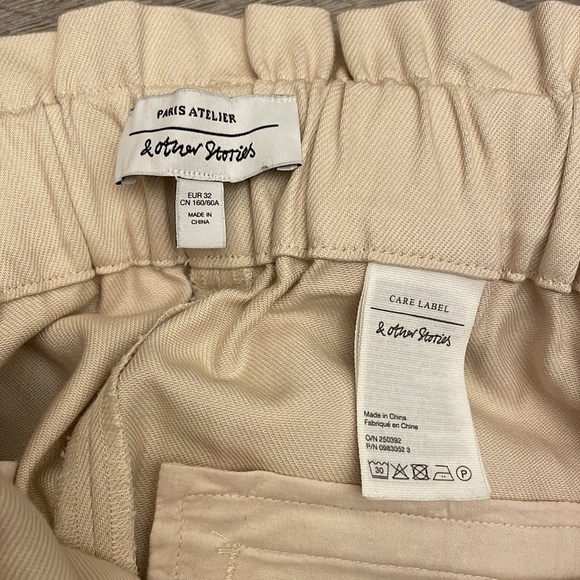 PARIS ATELIER
& other Stories
EUR 32
CN 160/60A
MADE IN
CHINA
CARE LABEL
& other Stories
Made in China
Fabriqué en Chine
O/N 250392
P/N 0983052 3
30
P